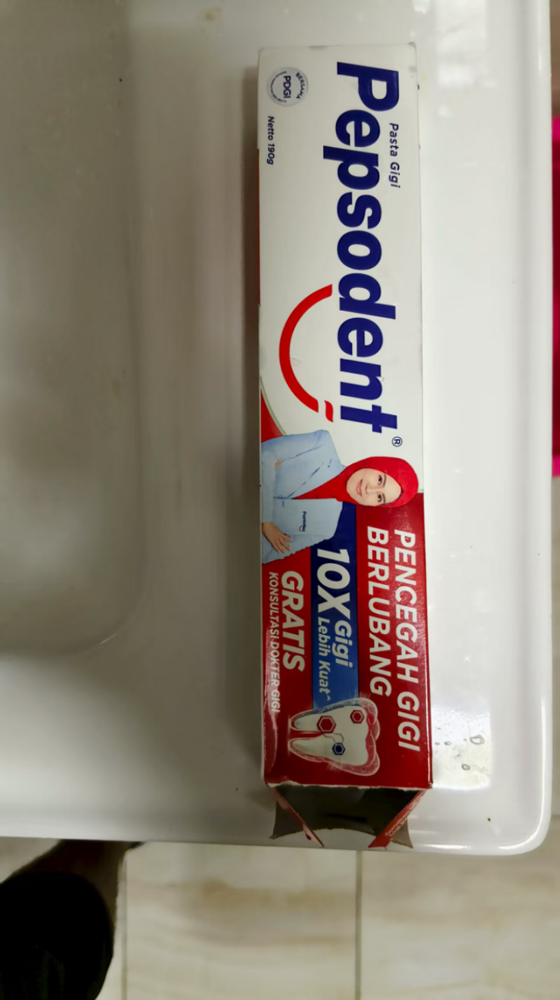 BERSAMA
PDGI
Netto 190g
Pasta Gigi
Pepsodent®
PENCEGAH GIGI
BERLUBANG
10X Gigi
Lebih Kuat^
GRATIS
KONSULTASI DOKTER GIGI